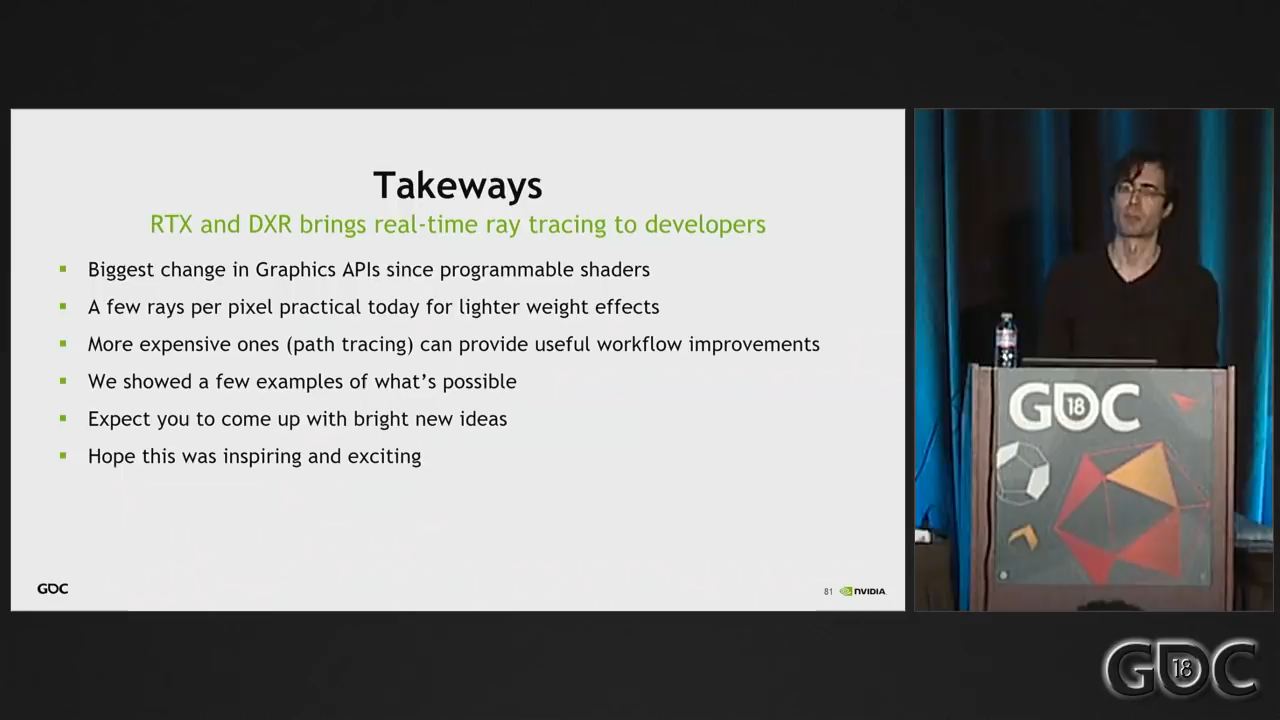 Takeways
RTX and DXR brings real-time ray tracing to developers
▪ Biggest change in Graphics APIs since programmable shaders
▪ A few rays per pixel practical today for lighter weight effects
▪ More expensive ones (path tracing) can provide useful workflow improvements
▪ We showed a few examples of what's possible
▪ Expect you to come up with bright new ideas
▪ Hope this was inspiring and exciting
GDC
81 NVIDIA
GDC
18
GDC
18